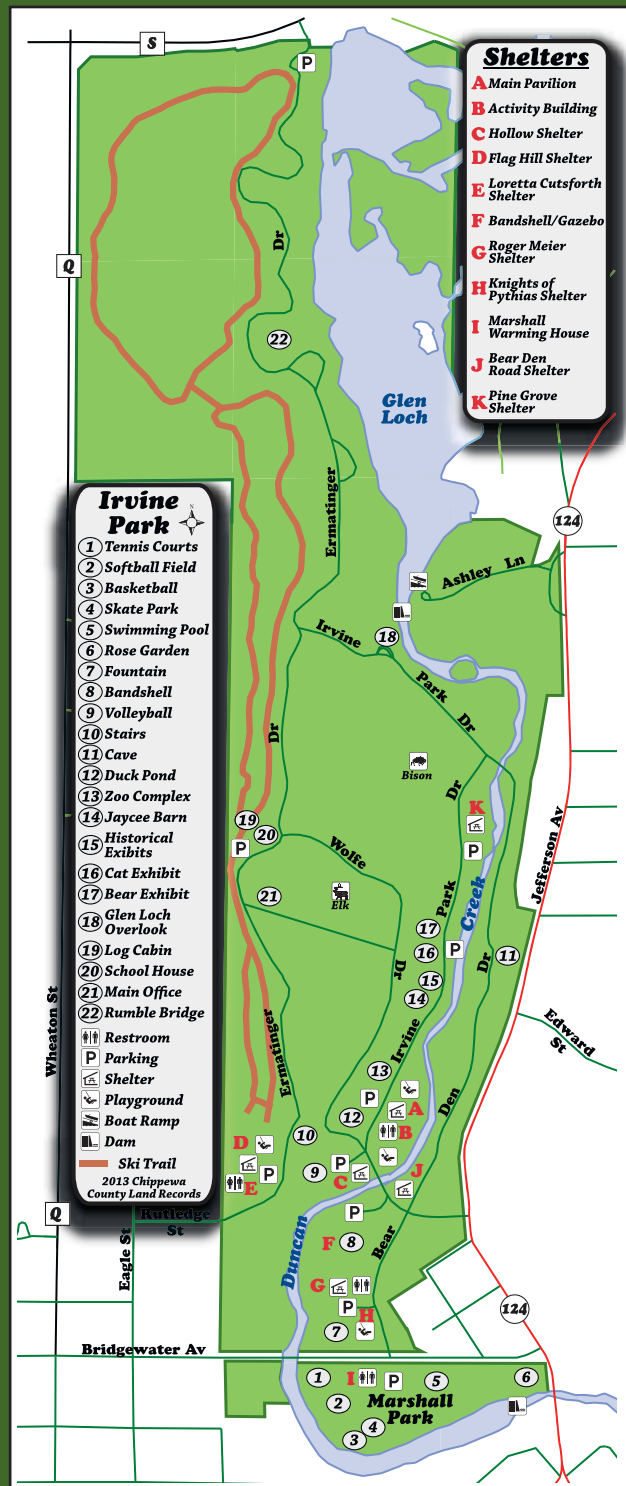 S
P
Shelters
A Main Pavilion
B Activity Building
C Hollow Shelter
D Flag Hill Shelter
E Loretta Cutsforth
Shelter
F Bandshell/Gazebo
G Roger Meier
Shelter
H Knights of
Pythias Shelter
I Marshall
Warming House
J Bear Den
Road Shelter
K Pine Grove
Shelter
Q
Dr
22
Glen
Loch
Ermatinger
124
Irvine
Park
N
1 Tennis Courts
2 Softball Field
3 Basketball
4 Skate Park
5 Swimming Pool
6 Rose Garden
7 Fountain
8 Bandshell
9 Volleyball
10 Stairs
11 Cave
12 Duck Pond
13 Zoo Complex
14 Jaycee Barn
15 Historical
Exibits
16 Cat Exhibit
17 Bear Exhibit
18 Glen Loch
Overlook
19 Log Cabin
20 School House
21 Main Office
22 Rumble Bridge
Restroom
P Parking
Shelter
Playground
Boat Ramp
Dam
Ski Trail
2013 Chippewa
County Land Records
Ashley Ln
18
Irvine
Park
Dr
Dr
Bison
Dr
K
P
19
20
P
Wolfe
Jefferson Av
21
Elk
Park
Creek
17
16
P
11
Dr
Dr
15
14
Wheaton St
Edward
St
Irvine
Ermatinger
13
P
Den
A
12
B
10
D
P
9
P
C
J
E
Q
Rutledge
St
P
Eagle St
Duncan
F
8
Bear
G
P
H
7
124
Bridgewater Av
1
I
P
5
6
2
Marshall
Park
4
3